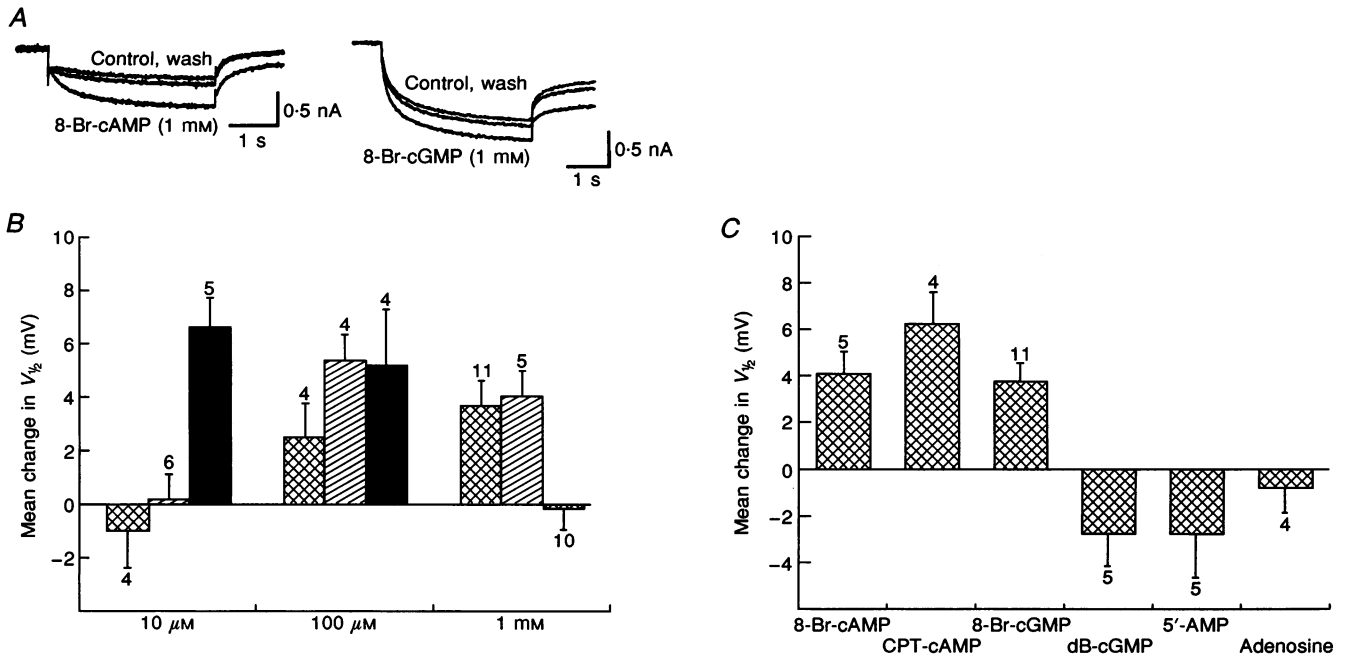 A
Control, wash
0·5 nA
8-Br-cAMP (1 mM)
1 s
Control, wash
0·5 nA
8-Br-cGMP (1 mM)
1 s
B
Mean change in V½ (mV)
10
8
6
4
2
0
−2
4
6
5
4
4
4
11
5
10
10 μM
100 μM
1 mM
C
Mean change in V½ (mV)
10
8
6
4
2
0
−2
−4
5
4
11
5
5
4
8-Br-cAMP
CPT-cAMP
8-Br-cGMP
dB-cGMP
5′-AMP
Adenosine